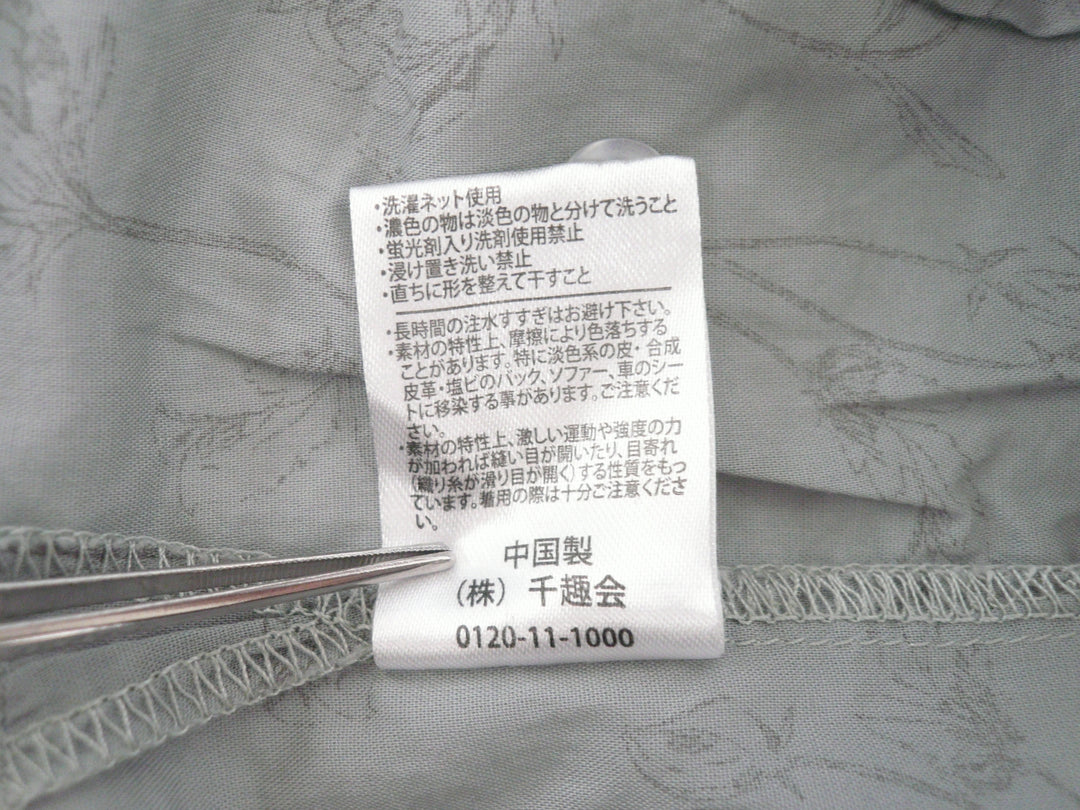 ・洗濯ネット使用
・濃色の物は淡色の物と分けて洗うこと
・蛍光剤入り洗剤使用禁止
・浸け置き洗い禁止
・直ちに形を整えて干すこと
・長時間の注水すすぎはお避け下さい。
・素材の特性上、摩擦により色落ちする
ことがあります。特に淡色系の皮・合成
皮革・塩ビのバック、ソファー、車のシー
トに移染する事があります。ご注意くだ
さい。
・素材の特性上、激しい運動や強度の力
が加われば縫い目が開いたり、目寄れ
(織り糸が滑り目が開く)する性質をもっ
ています。着用の際は十分ご注意くださ
い。
中国製
(株) 千趣会
0120-11-1000